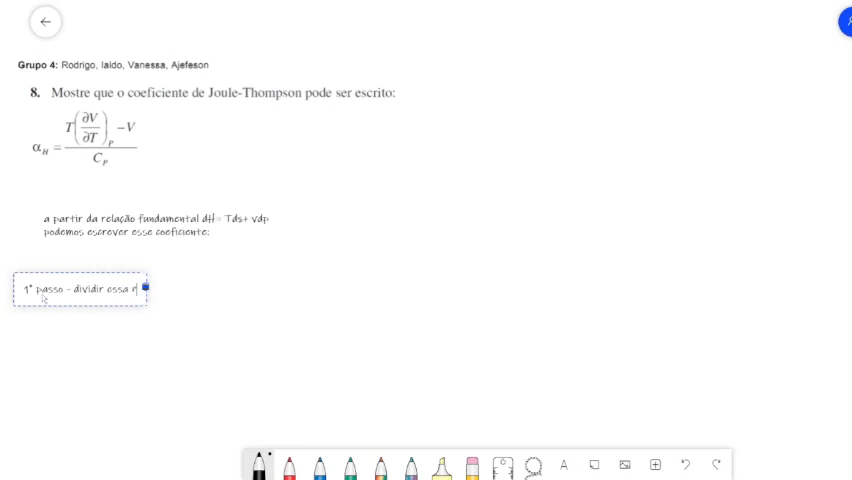 Grupo 4: Rodrigo, Ialdo, Vanessa, Ajefeson
8. Mostre que o coeficiente de Joule-Thompson pode ser escrito:
α_H = (T(∂V/∂T)_p − V) / C_p
a partir da relação fundamental dH= Tds+ vdp
podemos escrever esse coeficiente:
1° passo - dividir essa r
A